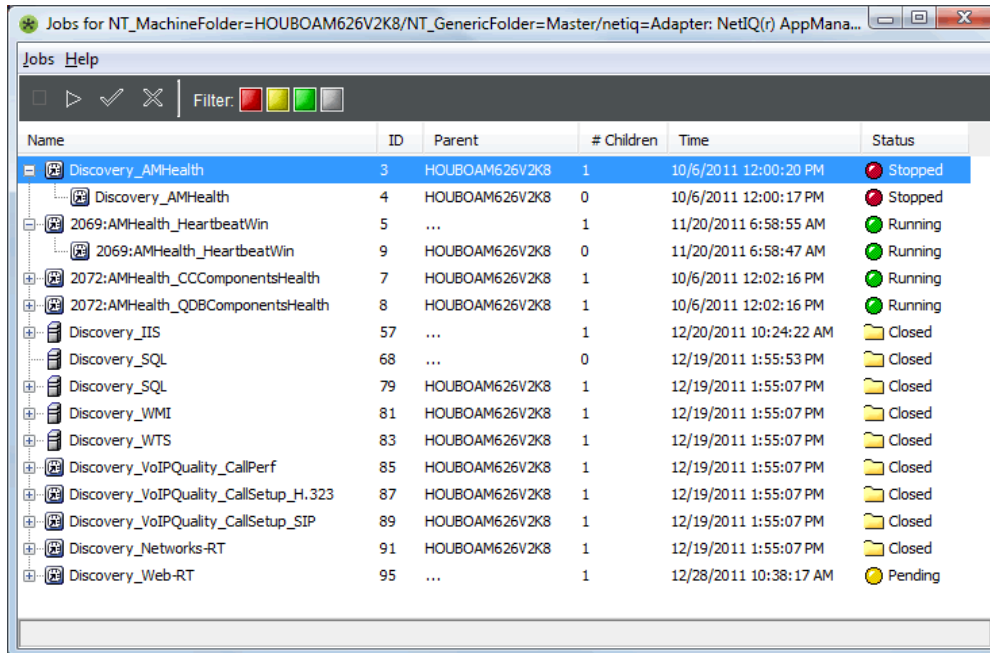 Jobs for NT_MachineFolder=HOUBOAM626V2K8/NT_GenericFolder=Master/netiq=Adapter: NetIQ(r) AppMana...
Jobs Help
Filter:
Name ID Parent # Children Time Status
Discovery_AMHealth 3 HOUBOAM626V2K8 1 10/6/2011 12:00:20 PM Stopped
Discovery_AMHealth 4 HOUBOAM626V2K8 0 10/6/2011 12:00:17 PM Stopped
2069:AMHealth_HeartbeatWin 5 ... 1 11/20/2011 6:58:55 AM Running
2069:AMHealth_HeartbeatWin 9 HOUBOAM626V2K8 0 11/20/2011 6:58:47 AM Running
2072:AMHealth_CCComponentsHealth 7 HOUBOAM626V2K8 1 10/6/2011 12:02:16 PM Running
2072:AMHealth_QDBComponentsHealth 8 HOUBOAM626V2K8 1 10/6/2011 12:02:16 PM Running
Discovery_IIS 57 ... 1 12/20/2011 10:24:22 AM Closed
Discovery_SQL 68 ... 0 12/19/2011 1:55:53 PM Closed
Discovery_SQL 79 HOUBOAM626V2K8 1 12/19/2011 1:55:07 PM Closed
Discovery_WMI 81 HOUBOAM626V2K8 1 12/19/2011 1:55:07 PM Closed
Discovery_WTS 83 HOUBOAM626V2K8 1 12/19/2011 1:55:07 PM Closed
Discovery_VoIPQuality_CallPerf 85 HOUBOAM626V2K8 1 12/19/2011 1:55:07 PM Closed
Discovery_VoIPQuality_CallSetup_H.323 87 HOUBOAM626V2K8 1 12/19/2011 1:55:07 PM Closed
Discovery_VoIPQuality_CallSetup_SIP 89 HOUBOAM626V2K8 1 12/19/2011 1:55:07 PM Closed
Discovery_Networks-RT 91 HOUBOAM626V2K8 1 12/19/2011 1:55:07 PM Closed
Discovery_Web-RT 95 ... 1 12/28/2011 10:38:17 AM Pending